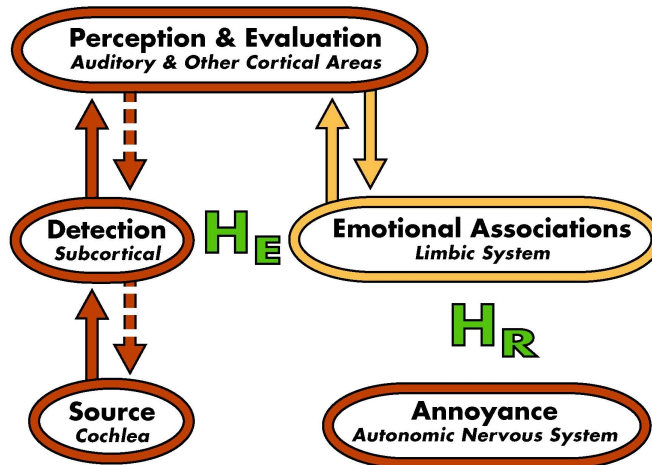 Perception & Evaluation
Auditory & Other Cortical Areas
Detection
Subcortical
HE
Emotional Associations
Limbic System
HR
Source
Cochlea
Annoyance
Autonomic Nervous System